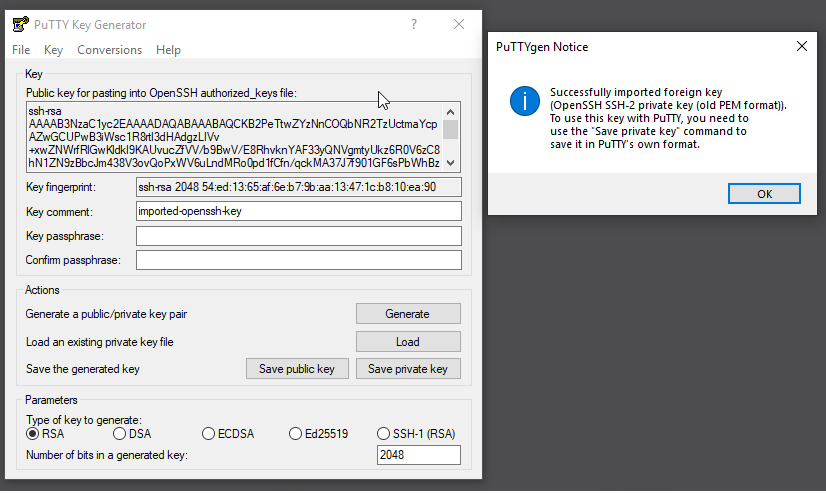 PuTTY Key Generator
File Key Conversions Help
Key
Public key for pasting into OpenSSH authorized_keys file:
ssh-rsa
AAAAB3NzaC1yc2EAAAADAQABAAABAQCKB2PeTtwZYzNnCOQbNR2TzUctmaYcp
AZwGCUPwB3iWsc1R8rtI3dHAdgzLIVv
+xwZNWfrRlGwKldkI9KAUvucZfVV/b9BwV/E8RhvknYAF33yQNVgmtyUkz6R0V6zC8
hN1ZN9zBbcJm438V3ovQoPxWV6uLndMRo0pd1fCfn/qckMA37J7f901GF6sPbWhBz
Key fingerprint: ssh-rsa 2048 54:ed:13:65:af:6e:b7:9b:aa:13:47:1c:b8:10:ea:90
Key comment: imported-openssh-key
Key passphrase:
Confirm passphrase:
Actions
Generate a public/private key pair Generate
Load an existing private key file Load
Save the generated key Save public key Save private key
Parameters
Type of key to generate:
RSA DSA ECDSA Ed25519 SSH-1 (RSA)
Number of bits in a generated key: 2048
PuTTYgen Notice
Successfully imported foreign key
(OpenSSH SSH-2 private key (old PEM format)).
To use this key with PuTTY, you need to
use the "Save private key" command to
save it in PuTTY's own format.
OK